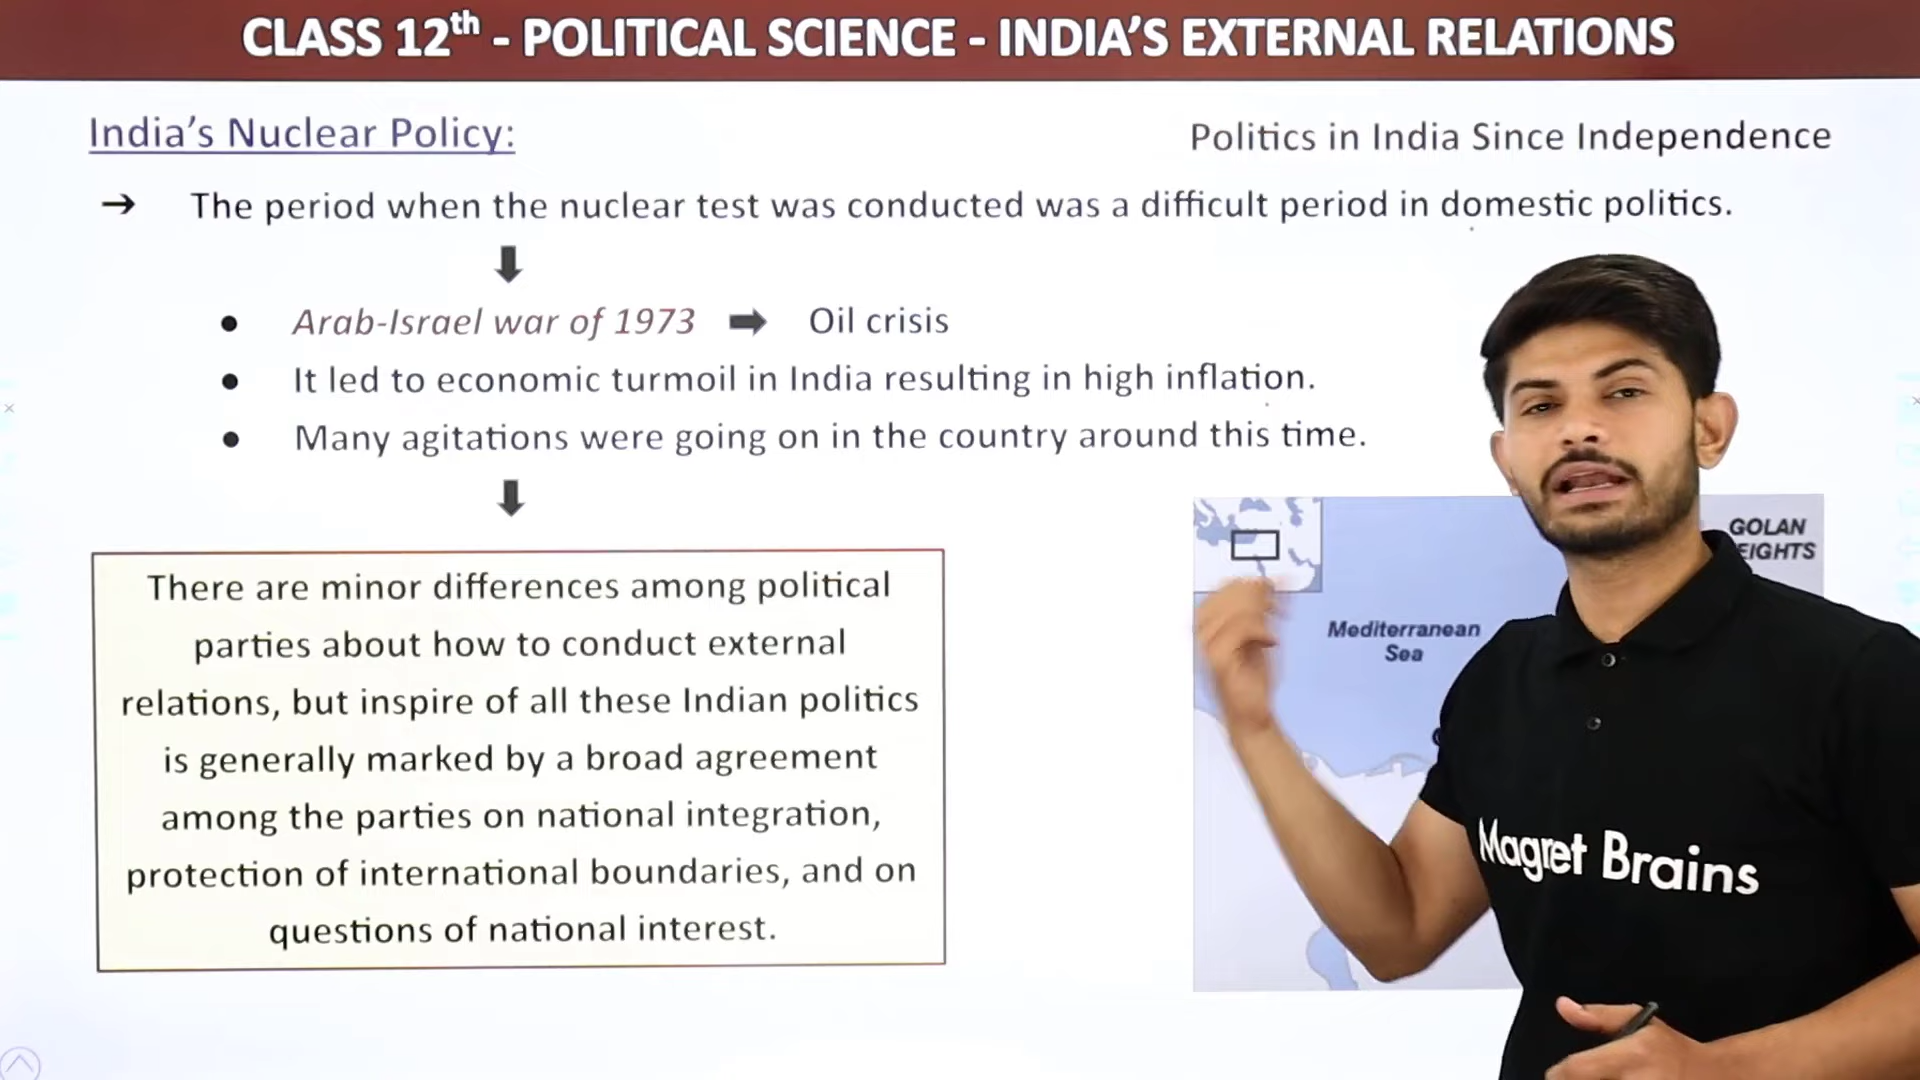 CLASS 12th - POLITICAL SCIENCE - INDIA'S EXTERNAL RELATIONS
India's Nuclear Policy:
Politics in India Since Independence
→ The period when the nuclear test was conducted was a difficult period in domestic politics.
● Arab-Israel war of 1973 ➡ Oil crisis
● It led to economic turmoil in India resulting in high inflation.
● Many agitations were going on in the country around this time.
There are minor differences among political
parties about how to conduct external
relations, but inspire of all these Indian politics
is generally marked by a broad agreement
among the parties on national integration,
protection of international boundaries, and on
questions of national interest.
GOLAN
EIGHTS
Mediterranean
Sea
Magnet Brains